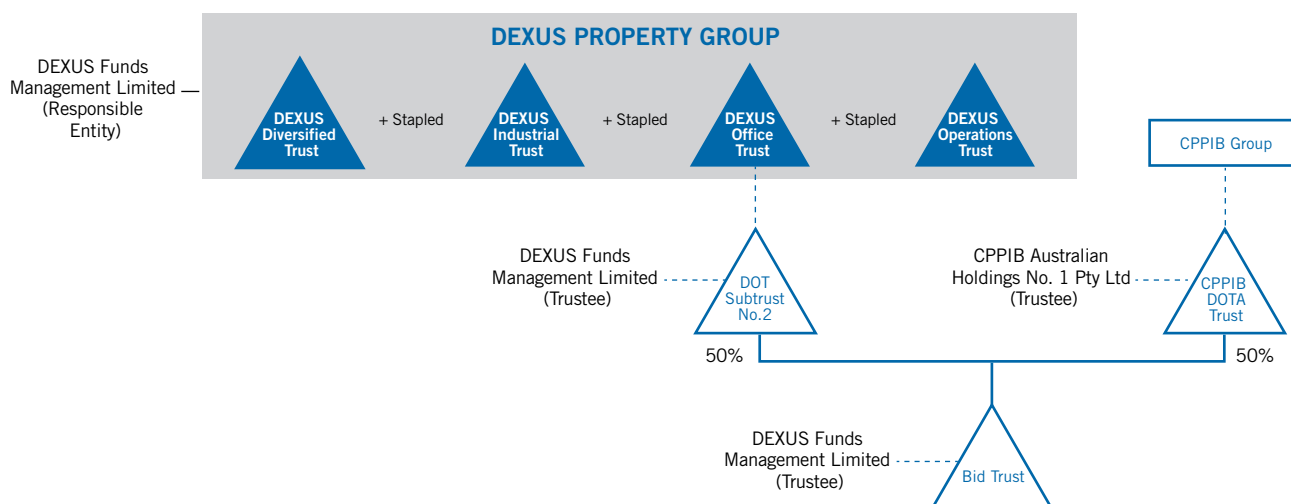 DEXUS PROPERTY GROUP
DEXUS Funds
Management Limited
(Responsible
Entity)
DEXUS
Diversified
Trust
+ Stapled
DEXUS
Industrial
Trust
+ Stapled
DEXUS
Office
Trust
+ Stapled
DEXUS
Operations
Trust
CPPIB Group
DEXUS Funds
Management Limited
(Trustee)
DOT
Subtrust
No.2
CPPIB Australian
Holdings No. 1 Pty Ltd
(Trustee)
CPPIB
DOTA
Trust
50%
50%
DEXUS Funds
Management Limited
(Trustee)
Bid Trust